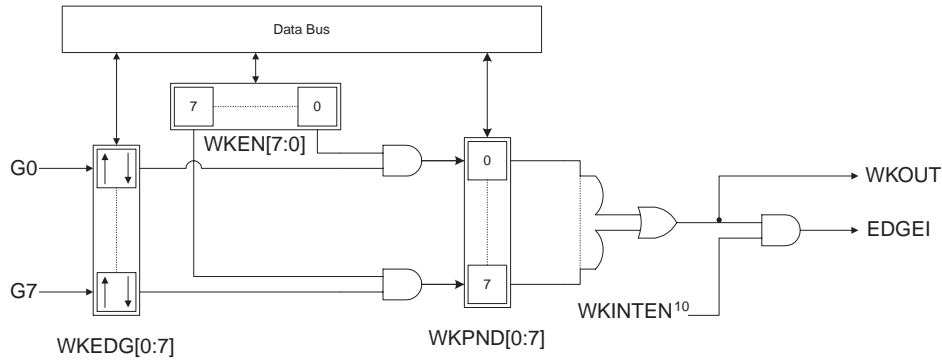 Data Bus
7 0
WKEN[7:0]
G0
0
WKOUT
EDGEI
G7
7
WKINTEN10
WKPND[0:7]
WKEDG[0:7]